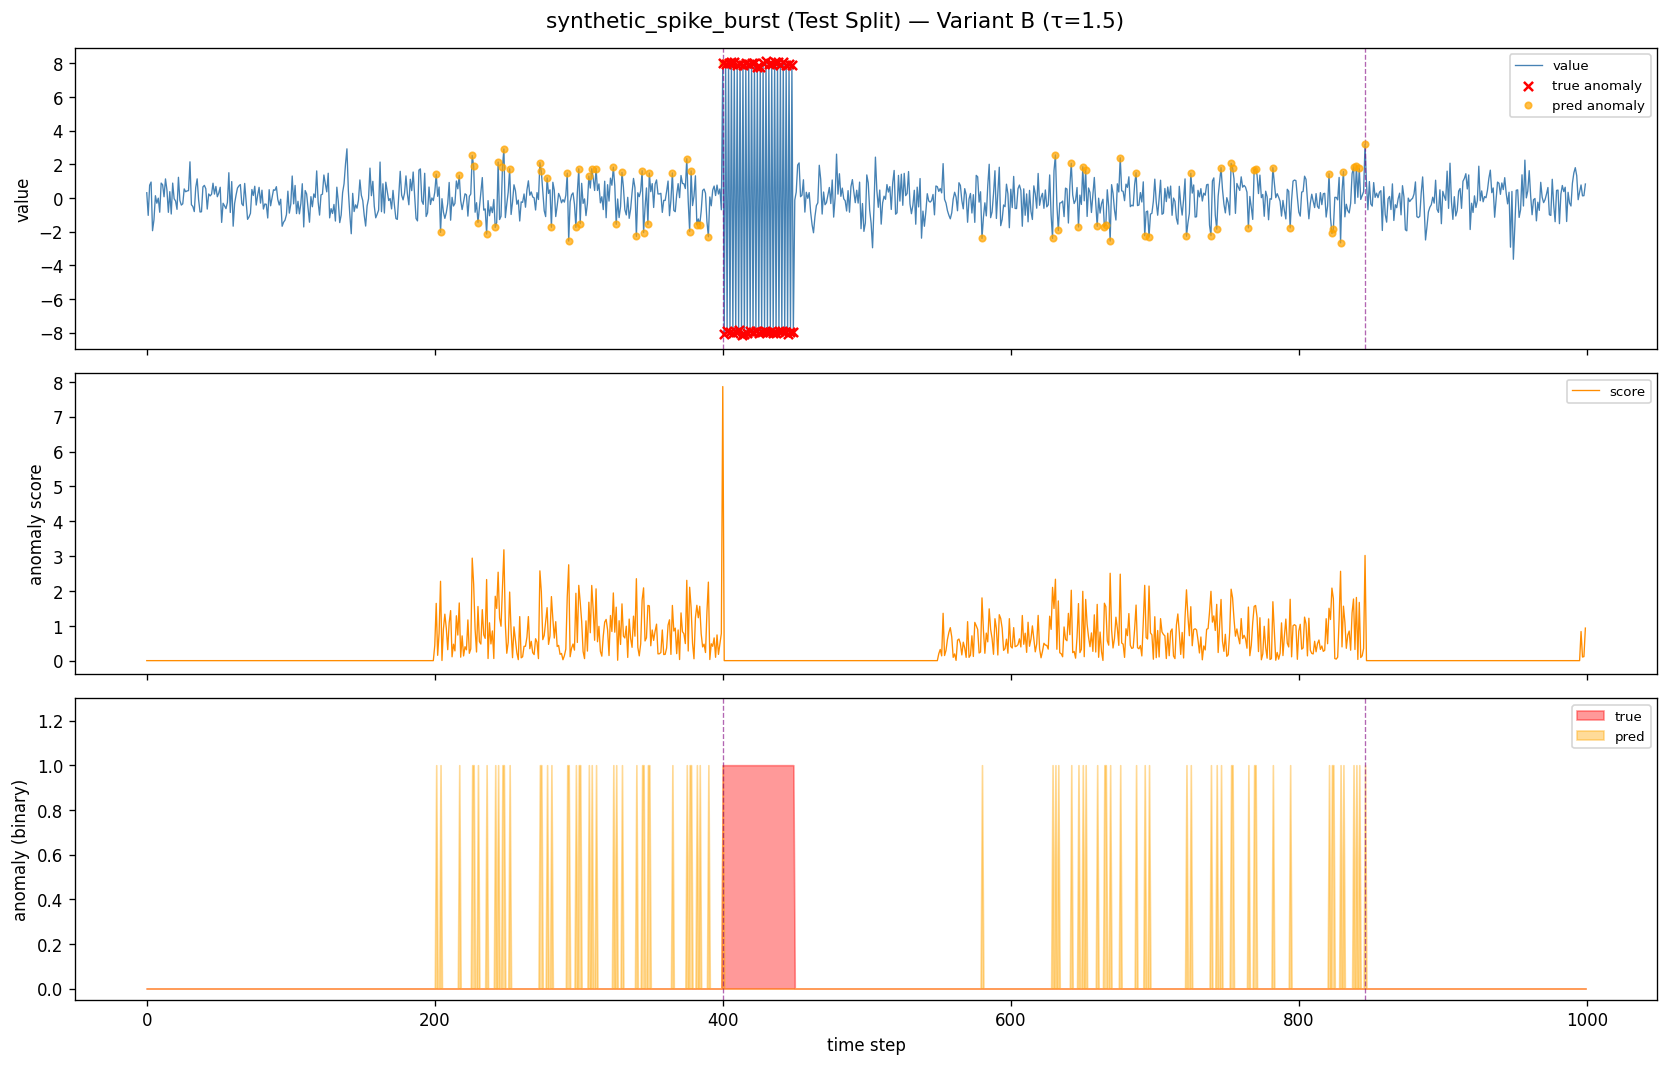 synthetic_spike_burst (Test Split) — Variant B (τ=1.5)
value
8
6
4
2
0
−2
−4
−6
−8
value
true anomaly
pred anomaly
anomaly score
8
7
6
5
4
3
2
1
0
score
anomaly (binary)
1.2
1.0
0.8
0.6
0.4
0.2
0.0
true
pred
0 200 400 600 800 1000
time step